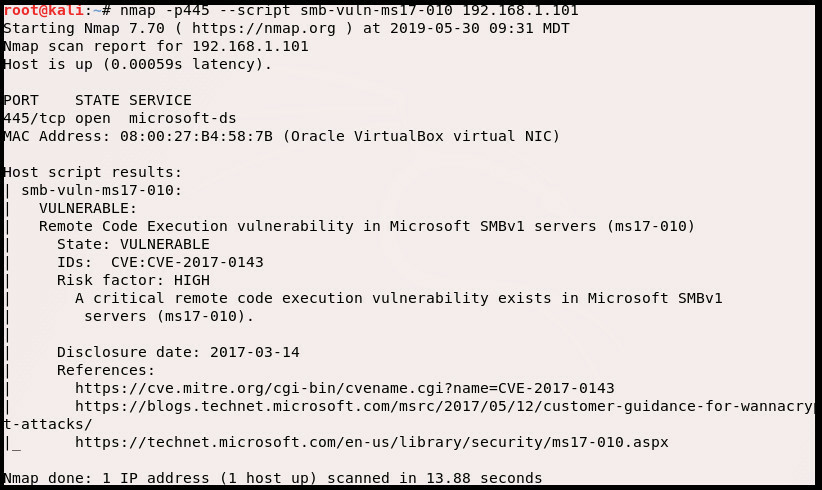 root@kali:~# nmap -p445 --script smb-vuln-ms17-010 192.168.1.101
Starting Nmap 7.70 ( https://nmap.org ) at 2019-05-30 09:31 MDT
Nmap scan report for 192.168.1.101
Host is up (0.00059s latency).

PORT    STATE SERVICE
445/tcp open  microsoft-ds
MAC Address: 08:00:27:B4:58:7B (Oracle VirtualBox virtual NIC)

Host script results:
| smb-vuln-ms17-010:
|   VULNERABLE:
|   Remote Code Execution vulnerability in Microsoft SMBv1 servers (ms17-010)
|     State: VULNERABLE
|     IDs:  CVE:CVE-2017-0143
|     Risk factor: HIGH
|       A critical remote code execution vulnerability exists in Microsoft SMBv1
|        servers (ms17-010).
|
|     Disclosure date: 2017-03-14
|     References:
|       https://cve.mitre.org/cgi-bin/cvename.cgi?name=CVE-2017-0143
|       https://blogs.technet.microsoft.com/msrc/2017/05/12/customer-guidance-for-wannacryp
t-attacks/
|_      https://technet.microsoft.com/en-us/library/security/ms17-010.aspx

Nmap done: 1 IP address (1 host up) scanned in 13.88 seconds